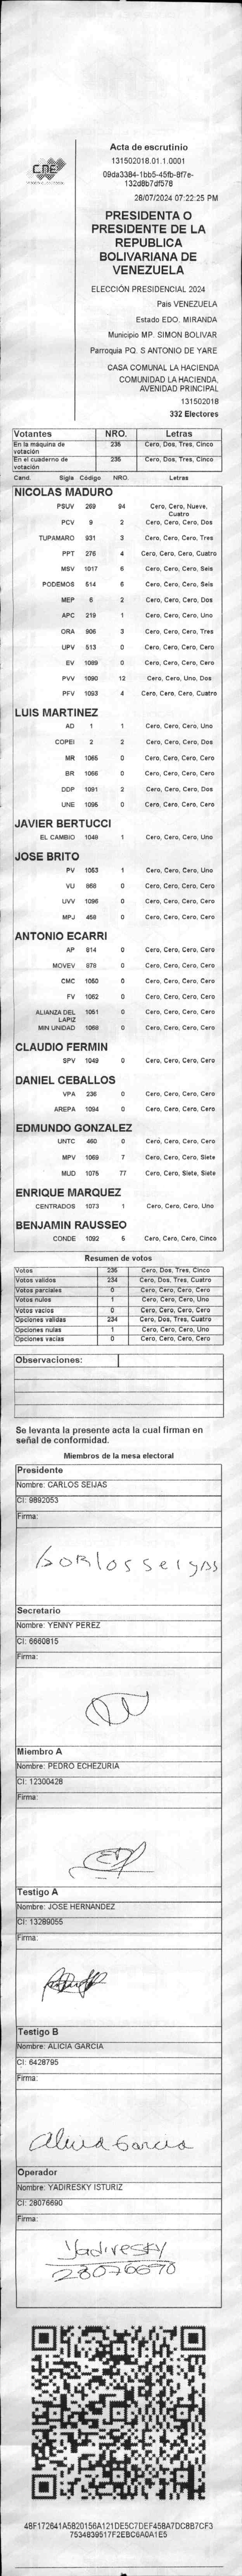 CNE
Acta de escrutinio
131502018.01.1.0001
09da3384-1bb5-45fb-8f7e-
132d8b7df578
28/07/2024 07:22:25 PM
PRESIDENTA O
PRESIDENTE DE LA
REPUBLICA
BOLIVARIANA DE
VENEZUELA
ELECCIÓN PRESIDENCIAL 2024
Pais VENEZUELA
Estado EDO. MIRANDA
Municipio MP. SIMON BOLIVAR
Parroquia PQ. S ANTONIO DE YARE
CASA COMUNAL LA HACIENDA
COMUNIDAD LA HACIENDA,
AVENIDAD PRINCIPAL
131502018
332 Electores
Votantes NRO. Letras
En la máquina de votación 235 Cero, Dos, Tres, Cinco
En el cuaderno de votación 235 Cero, Dos, Tres, Cinco
Cand. Sigla Código NRO. Letras
NICOLAS MADURO
PSUV 269 94 Cero, Cero, Nueve, Cuatro
PCV 9 2 Cero, Cero, Cero, Dos
TUPAMARO 931 3 Cero, Cero, Cero, Tres
PPT 276 4 Cero, Cero, Cero, Cuatro
MSV 1017 6 Cero, Cero, Cero, Seis
PODEMOS 514 6 Cero, Cero, Cero, Seis
MEP 6 2 Cero, Cero, Cero, Dos
APC 219 1 Cero, Cero, Cero, Uno
ORA 906 3 Cero, Cero, Cero, Tres
UPV 513 0 Cero, Cero, Cero, Cero
EV 1089 0 Cero, Cero, Cero, Cero
PVV 1090 12 Cero, Cero, Uno, Dos
PFV 1093 4 Cero, Cero, Cero, Cuatro
LUIS MARTINEZ
AD 1 1 Cero, Cero, Cero, Uno
COPEI 2 2 Cero, Cero, Cero, Dos
MR 1085 0 Cero, Cero, Cero, Cero
BR 1066 0 Cero, Cero, Cero, Cero
DDP 1091 2 Cero, Cero, Cero, Dos
UNE 1095 0 Cero, Cero, Cero, Cero
JAVIER BERTUCCI
EL CAMBIO 1048 1 Cero, Cero, Cero, Uno
JOSE BRITO
PV 1053 1 Cero, Cero, Cero, Uno
VU 868 0 Cero, Cero, Cero, Cero
UVV 1096 0 Cero, Cero, Cero, Cero
MPJ 458 0 Cero, Cero, Cero, Cero
ANTONIO ECARRI
AP 814 0 Cero, Cero, Cero, Cero
MOVEV 878 0 Cero, Cero, Cero, Cero
CMC 1050 0 Cero, Cero, Cero, Cero
FV 1062 0 Cero, Cero, Cero, Cero
ALIANZA DEL LAPIZ 1051 0 Cero, Cero, Cero, Cero
MIN UNIDAD 1068 0 Cero, Cero, Cero, Cero
CLAUDIO FERMIN
SPV 1049 0 Cero, Cero, Cero, Cero
DANIEL CEBALLOS
VPA 236 0 Cero, Cero, Cero, Cero
AREPA 1094 0 Cero, Cero, Cero, Cero
EDMUNDO GONZALEZ
UNTC 460 0 Cero, Cero, Cero, Cero
MPV 1069 7 Cero, Cero, Cero, Siete
MUD 1075 77 Cero, Cero, Siete, Siete
ENRIQUE MARQUEZ
CENTRADOS 1073 1 Cero, Cero, Cero, Uno
BENJAMIN RAUSSEO
CONDE 1092 5 Cero, Cero, Cero, Cinco
Resumen de votos
Votos 235 Cero, Dos, Tres, Cinco
Votos validos 234 Cero, Dos, Tres, Cuatro
Votos parciales 0 Cero, Cero, Cero, Cero
Votos nulos 1 Cero, Cero, Cero, Uno
Votos vacios 0 Cero, Cero, Cero, Cero
Opciones validas 234 Cero, Dos, Tres, Cuatro
Opciones nulas 1 Cero, Cero, Cero, Uno
Opciones vacias 0 Cero, Cero, Cero, Cero
Observaciones:
Se levanta la presente acta la cual firman en
señal de conformidad.
Miembros de la mesa electoral
Presidente
Nombre: CARLOS SEIJAS
CI: 9892053
Firma:
Carlos Seijas
Secretario
Nombre: YENNY PEREZ
CI: 6660815
Firma:
Miembro A
Nombre: PEDRO ECHEZURIA
CI: 12300428
Firma:
Testigo A
Nombre: JOSE HERNANDEZ
CI: 13289055
Firma:
Testigo B
Nombre: ALICIA GARCIA
CI: 6428795
Firma:
Alicia Garcia
Operador
Nombre: YADIRESKY ISTURIZ
CI: 28076690
Firma:
Yadiresky
28076690
48F172641A5820156A121DE5C7DEF458A7DC8B7CF3
7534839517F2EBC6A0A1E5